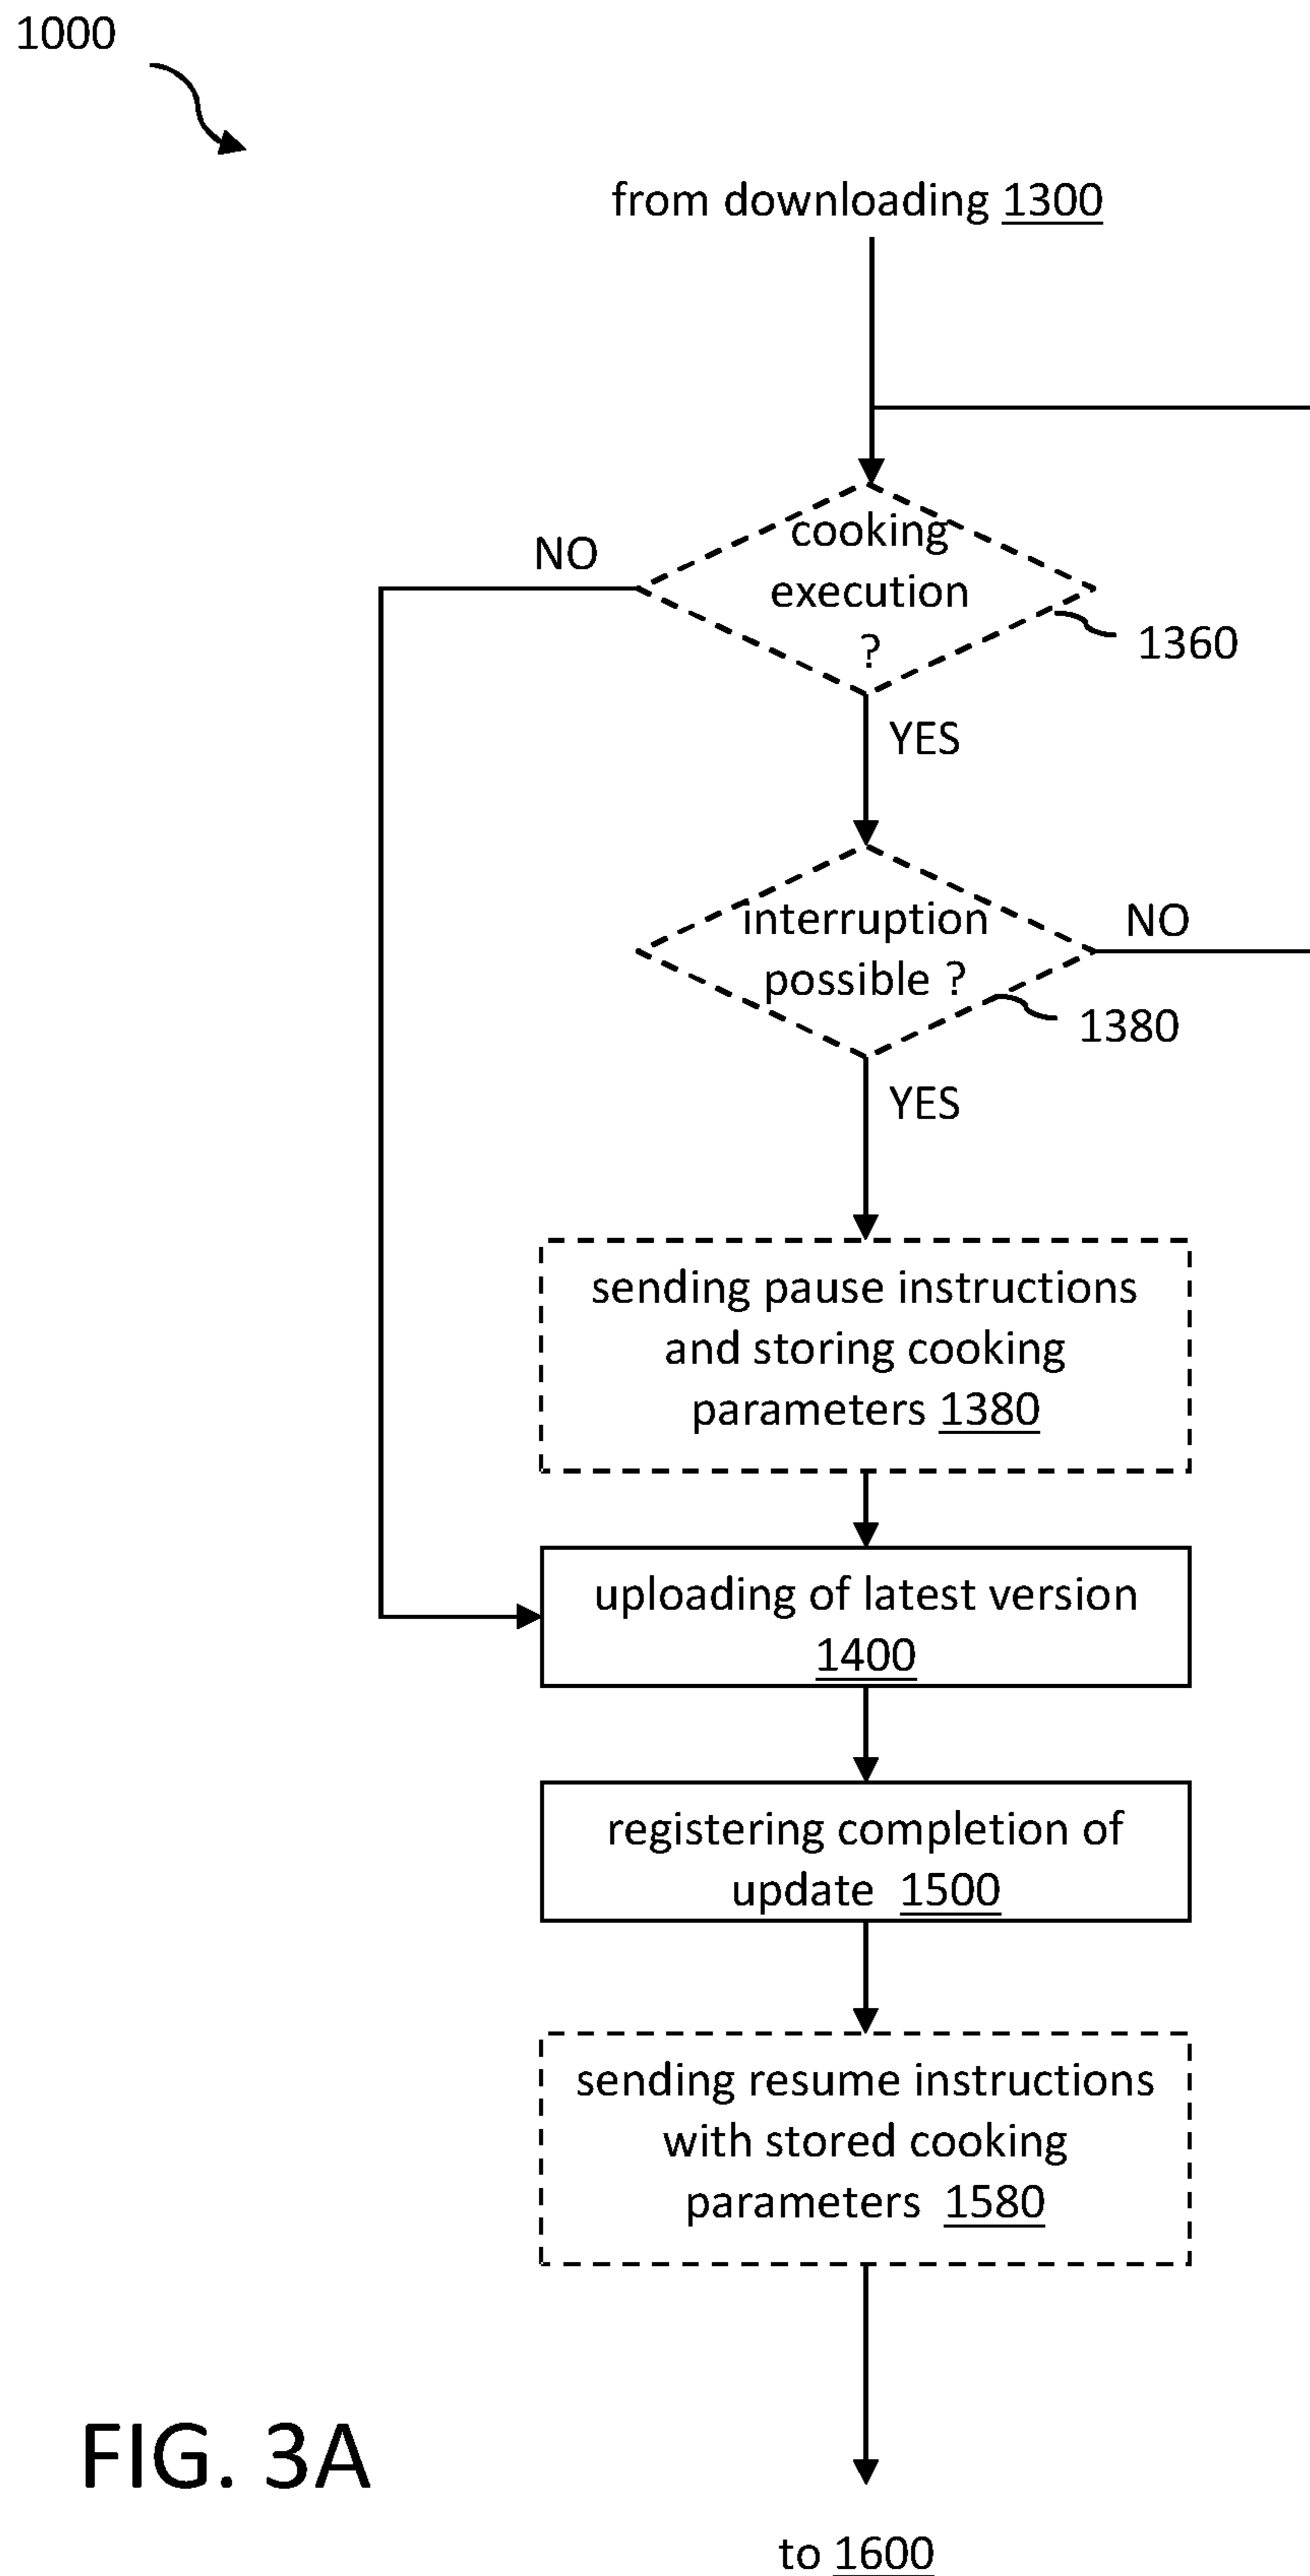 1000
from downloading 1300
NO
cooking
execution
?
1360
YES
interruption
possible ?
NO
1380
YES
sending pause instructions
and storing cooking
parameters 1380
uploading of latest version
1400
registering completion of
update 1500
sending resume instructions
with stored cooking
parameters 1580
FIG. 3A
to 1600